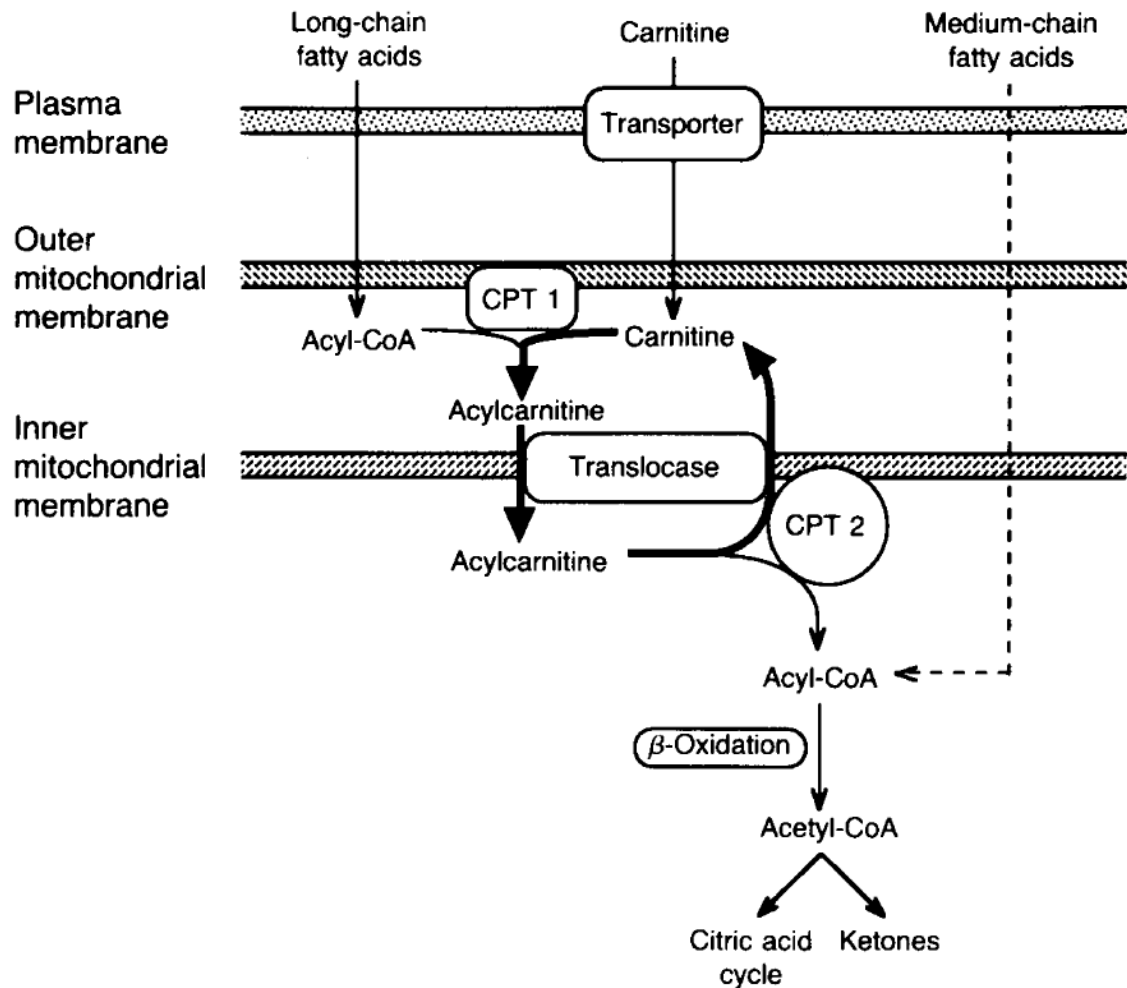 Long-chain
fatty acids
Carnitine
Medium-chain
fatty acids
Plasma
membrane
Transporter
Outer
mitochondrial
membrane
CPT 1
Acyl-CoA
Carnitine
Acylcarnitine
Inner
mitochondrial
membrane
Translocase
CPT 2
Acylcarnitine
Acyl-CoA
β-Oxidation
Acetyl-CoA
Citric acid
cycle
Ketones